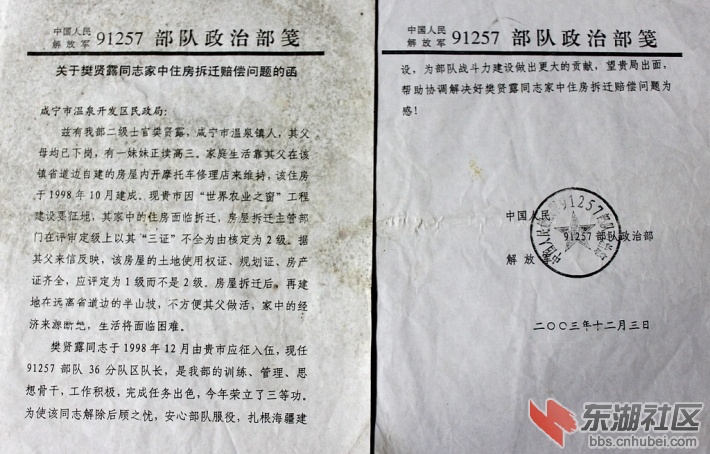 中国人民
解放军 91257 部队政治部笺
关于樊贤露同志家中住房拆迁赔偿问题的函
咸宁市温泉开发区民政局：
兹有我部二级士官樊贤露，咸宁市温泉镇人，其父
母均已下岗，有一妹妹正读高三。家庭生活靠其父在该
镇省道边自建的房屋内开摩托车修理店来维持，该住房
于1998年10月建成。现贵市因“世界农业之窗”工程
建设要征地，其家中的住房面临拆迁，房屋拆迁主管部
门在评审定级上以其“三证”不全为由核定为2级。据
其父来信反映，该房屋的土地使用权证、规划证、房产
证齐全，应评定为1级而不是2级。房屋拆迁后，再建
地在远离省道边的半山坡，不方便其父做活，家中的经
济来源断绝，生活将面临困难。
樊贤露同志于1998年12月由贵市应征入伍，现任
91257部队36分队区队长，是我部的训练、管理、思
想骨干，工作积极，完成任务出色，今年荣立了三等功。
为使该同志解除后顾之忧，安心部队服役，扎根海疆建
中国人民
解放军 91257 部队政治部笺
设，为部队战斗力建设做出更大的贡献，望贵局出面，
帮助协调解决好樊贤露同志家中住房拆迁赔偿问题为
感！
中国人民
91257部队政治部
解放
二〇〇三年十二月三日
东湖社区
bbs.cnhubei.com